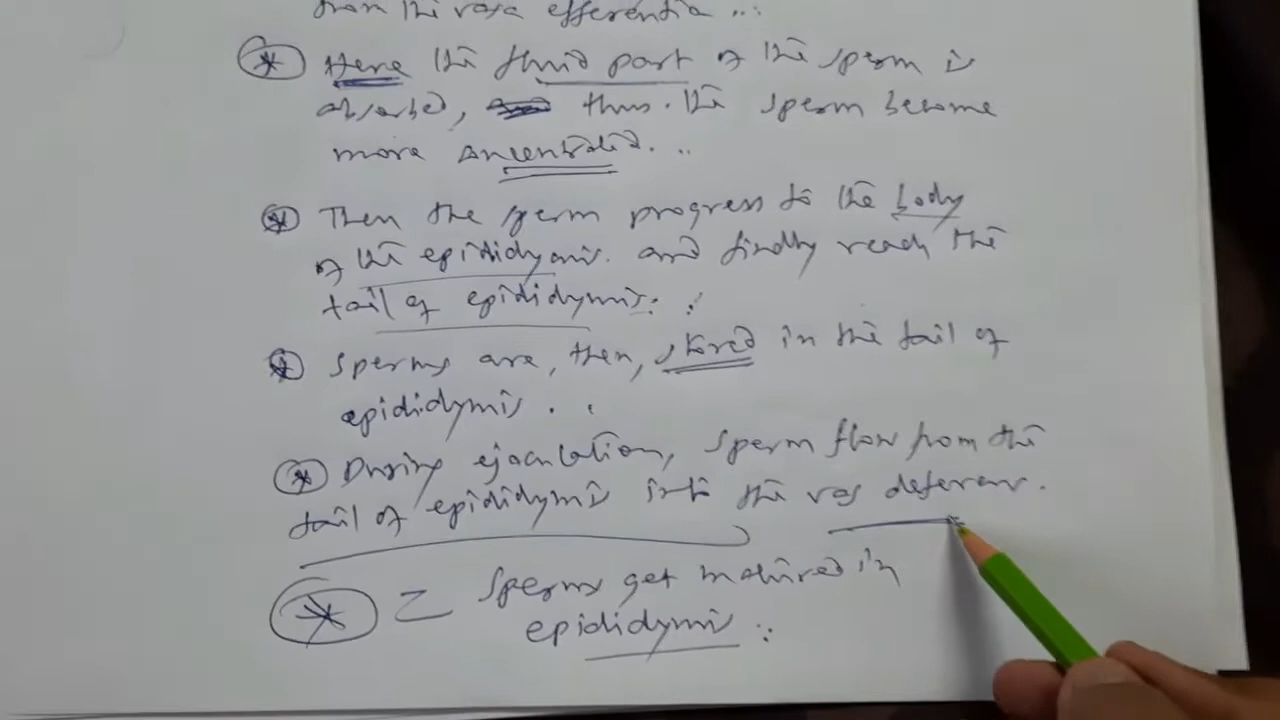 from the vasa efferentia...
Here the fluid part of the sperm is
absorbed, thus the sperm become
more concentrated...
Then the sperm progress to the body
of the epididymis. and finally reach the
tail of epididymis.
Sperms are, then, stored in the tail of
epididymis.
During ejaculation, sperm flow from the
tail of epididymis into the vas deferens.
= Sperms get matured in
epididymis